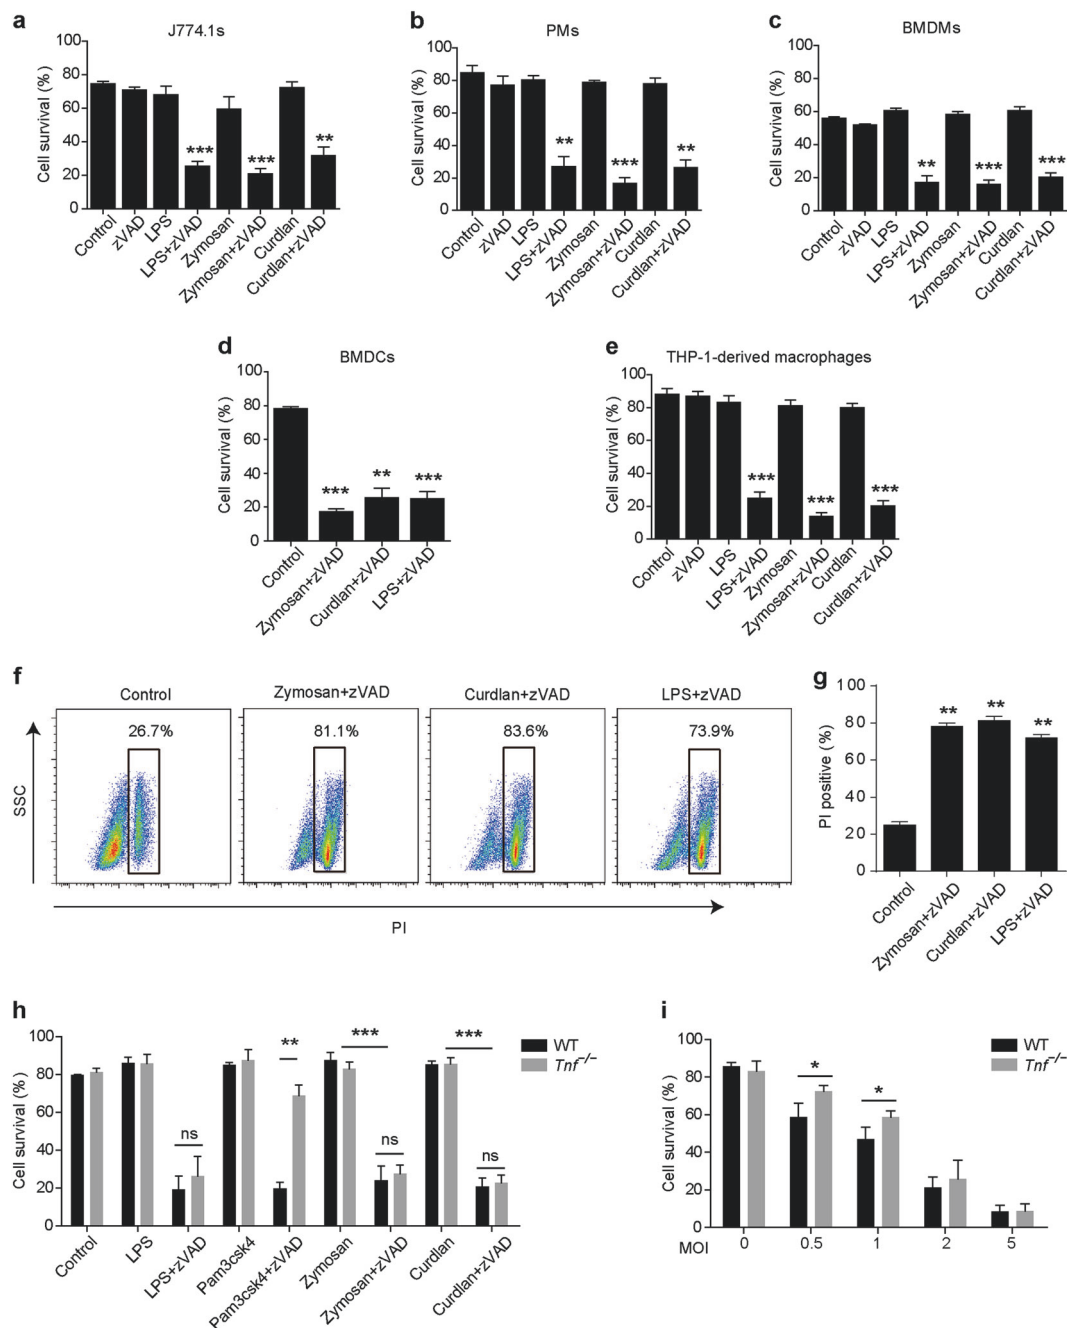 a
J774.1s
Cell survival (%)
100
80
60
40
20
0
***
***
**
Control
zVAD
LPS
LPS+zVAD
Zymosan
Zymosan+zVAD
Curdlan
Curdlan+zVAD
b
PMs
Cell survival (%)
100
80
60
40
20
0
**
***
**
Control
zVAD
LPS
LPS+zVAD
Zymosan
Zymosan+zVAD
Curdlan
Curdlan+zVAD
c
BMDMs
Cell survival (%)
100
80
60
40
20
0
**
***
***
Control
zVAD
LPS
LPS+zVAD
Zymosan
Zymosan+zVAD
Curdlan
Curdlan+zVAD
d
BMDCs
Cell survival (%)
100
80
60
40
20
0
***
**
***
Control
Zymosan+zVAD
Curdlan+zVAD
LPS+zVAD
e
THP-1-derived macrophages
Cell survival (%)
100
80
60
40
20
0
***
***
***
Control
zVAD
LPS
LPS+zVAD
Zymosan
Zymosan+zVAD
Curdlan
Curdlan+zVAD
f
Control
Zymosan+zVAD
Curdlan+zVAD
LPS+zVAD
26.7%
81.1%
83.6%
73.9%
SSC
PI
g
PI positive (%)
100
80
60
40
20
0
**
**
**
Control
Zymosan+zVAD
Curdlan+zVAD
LPS+zVAD
h
Cell survival (%)
100
80
60
40
20
0
ns
**
***
ns
***
ns
WT
Tnf−/−
Control
LPS
LPS+zVAD
Pam3csk4
Pam3csk4+zVAD
Zymosan
Zymosan+zVAD
Curdlan
Curdlan+zVAD
i
Cell survival (%)
100
80
60
40
20
0
*
*
WT
Tnf−/−
MOI
0
0.5
1
2
5